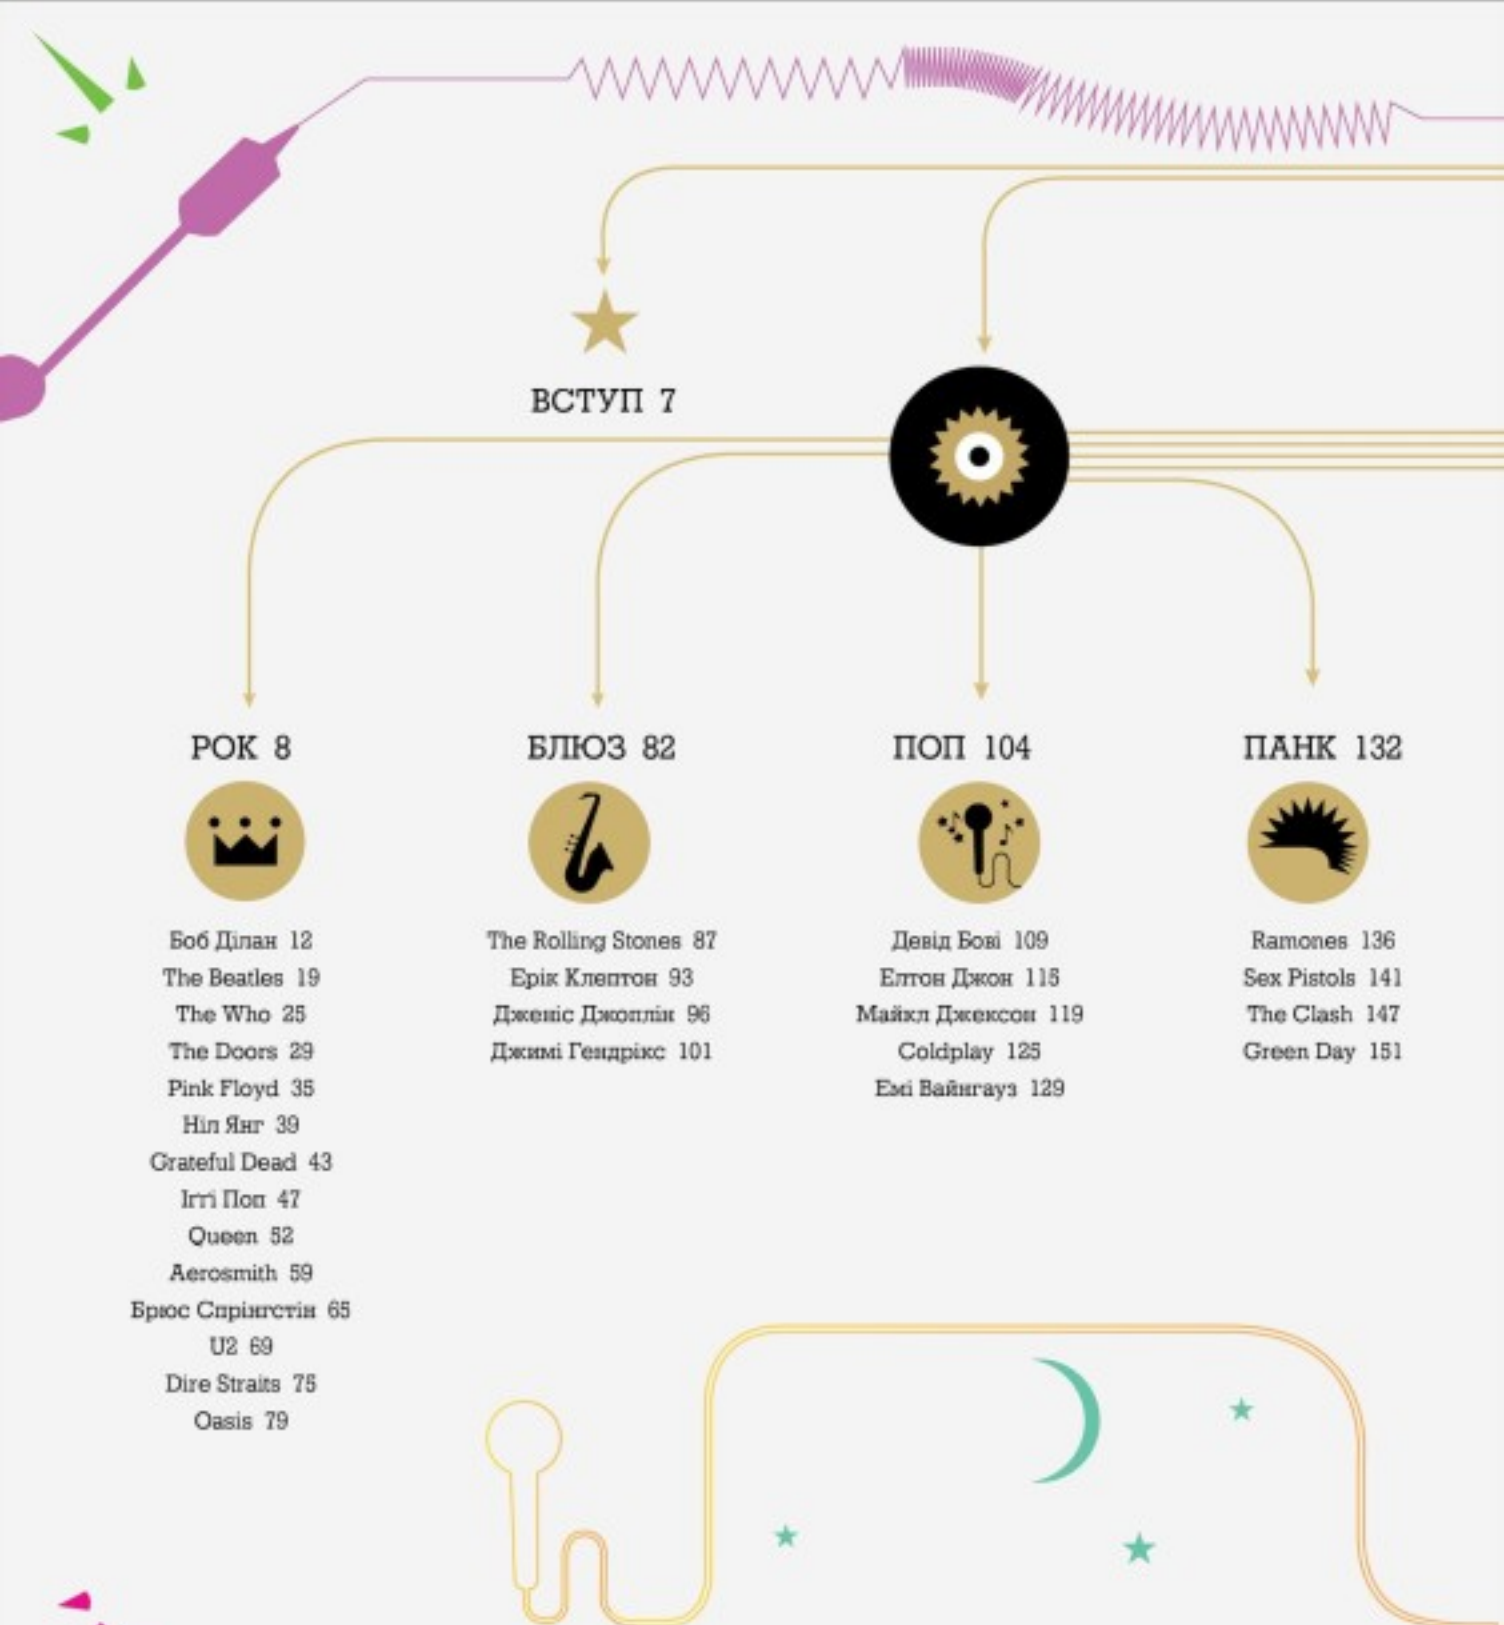 ВСТУП 7
РОК 8
Боб Ділан 12
The Beatles 19
The Who 25
The Doors 29
Pink Floyd 35
Ніл Янг 39
Grateful Dead 43
Іггі Поп 47
Queen 52
Aerosmith 59
Брюс Спрінгстін 65
U2 69
Dire Straits 75
Oasis 79
БЛЮЗ 82
The Rolling Stones 87
Ерік Клептон 93
Дженіс Джоплін 96
Джимі Гендрікс 101
ПОП 104
Девід Бові 109
Елтон Джон 115
Майкл Джексон 119
Coldplay 125
Емі Вайнгауз 129
ПАНК 132
Ramones 136
Sex Pistols 141
The Clash 147
Green Day 151